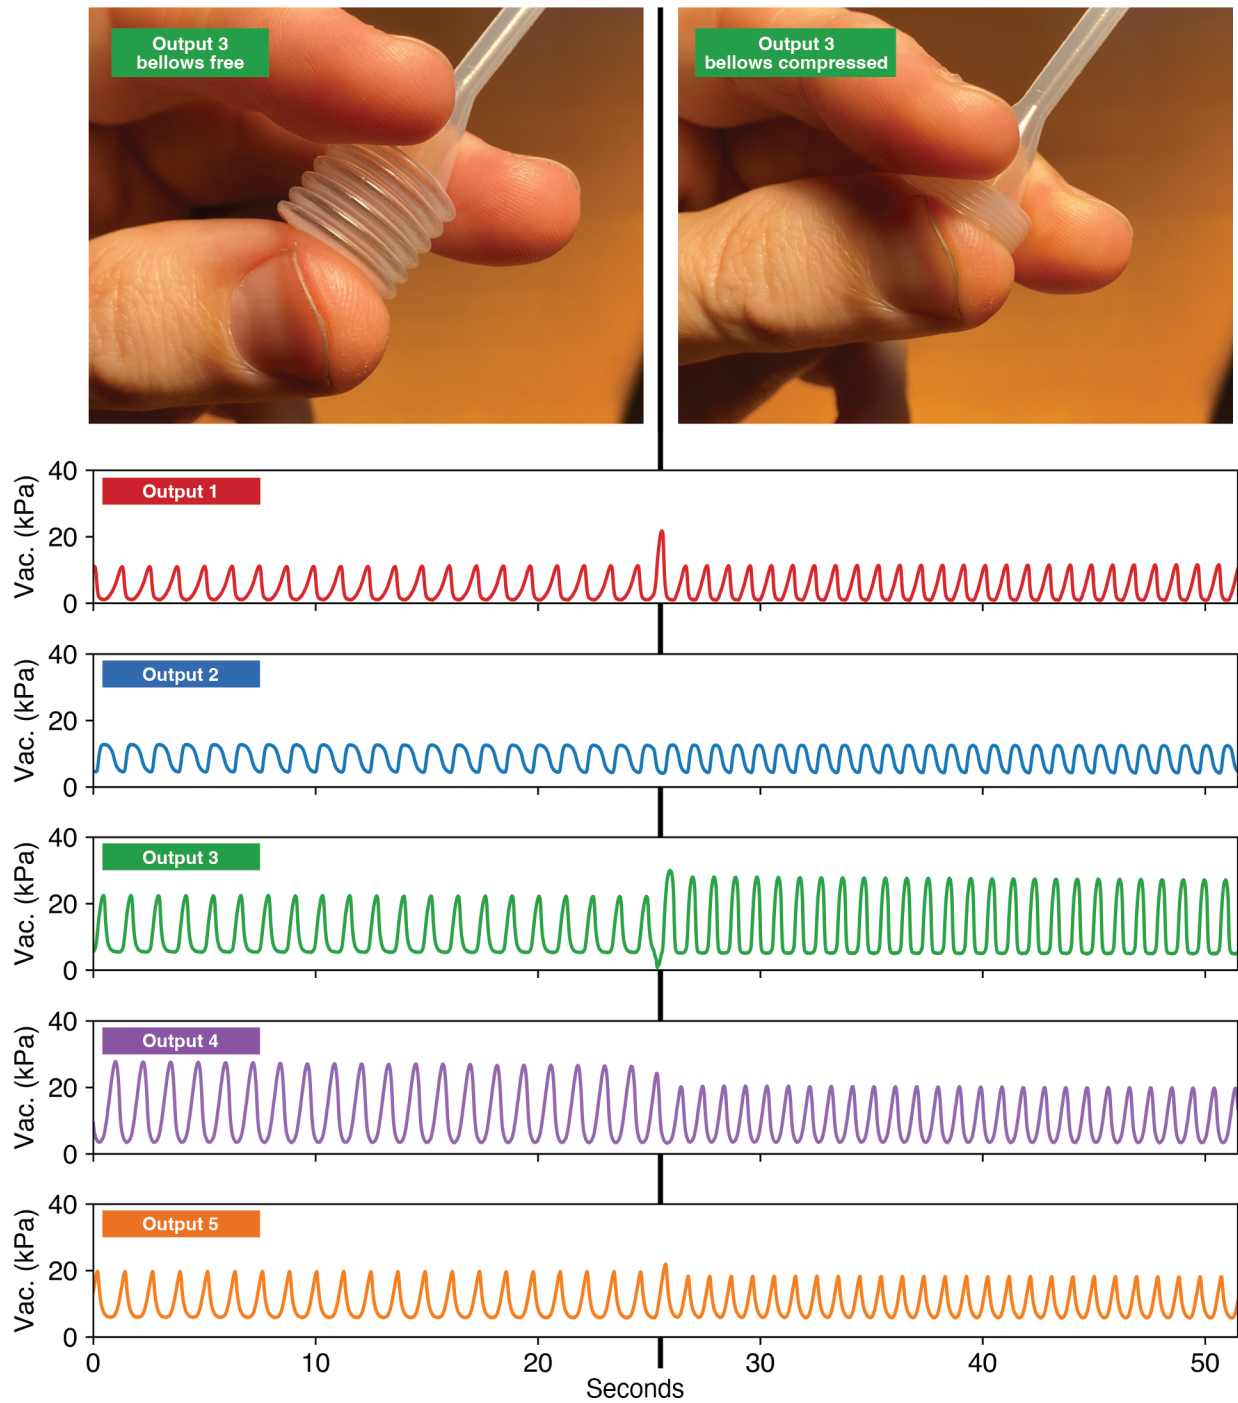 Output 3
bellows free
Output 3
bellows compressed
40
20
0
Vac. (kPa)
Output 1
40
20
0
Vac. (kPa)
Output 2
40
20
0
Vac. (kPa)
Output 3
40
20
0
Vac. (kPa)
Output 4
40
20
0
Vac. (kPa)
Output 5
0 10 20 30 40 50
Seconds